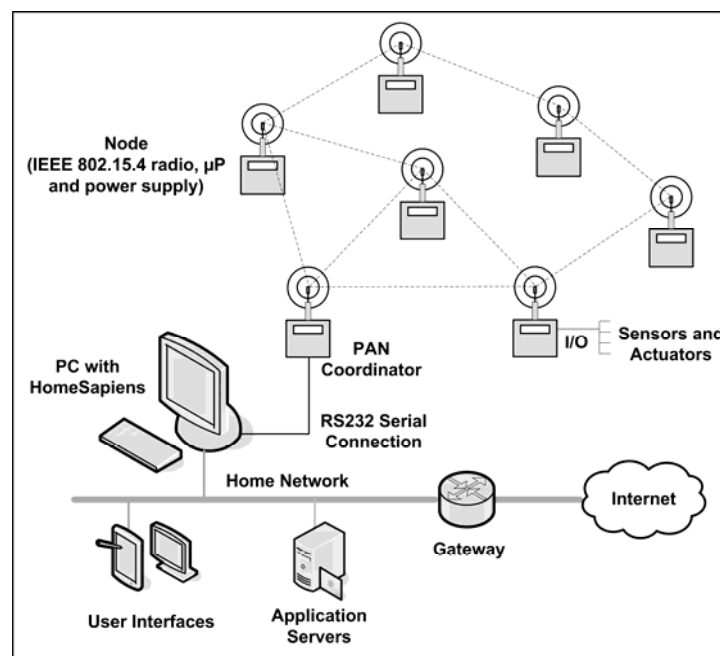 Node
(IEEE 802.15.4 radio, µP
and power supply)
PAN
Coordinator
I/O
Sensors and
Actuators
PC with
HomeSapiens
RS232 Serial
Connection
Home Network
Internet
Gateway
User Interfaces
Application
Servers